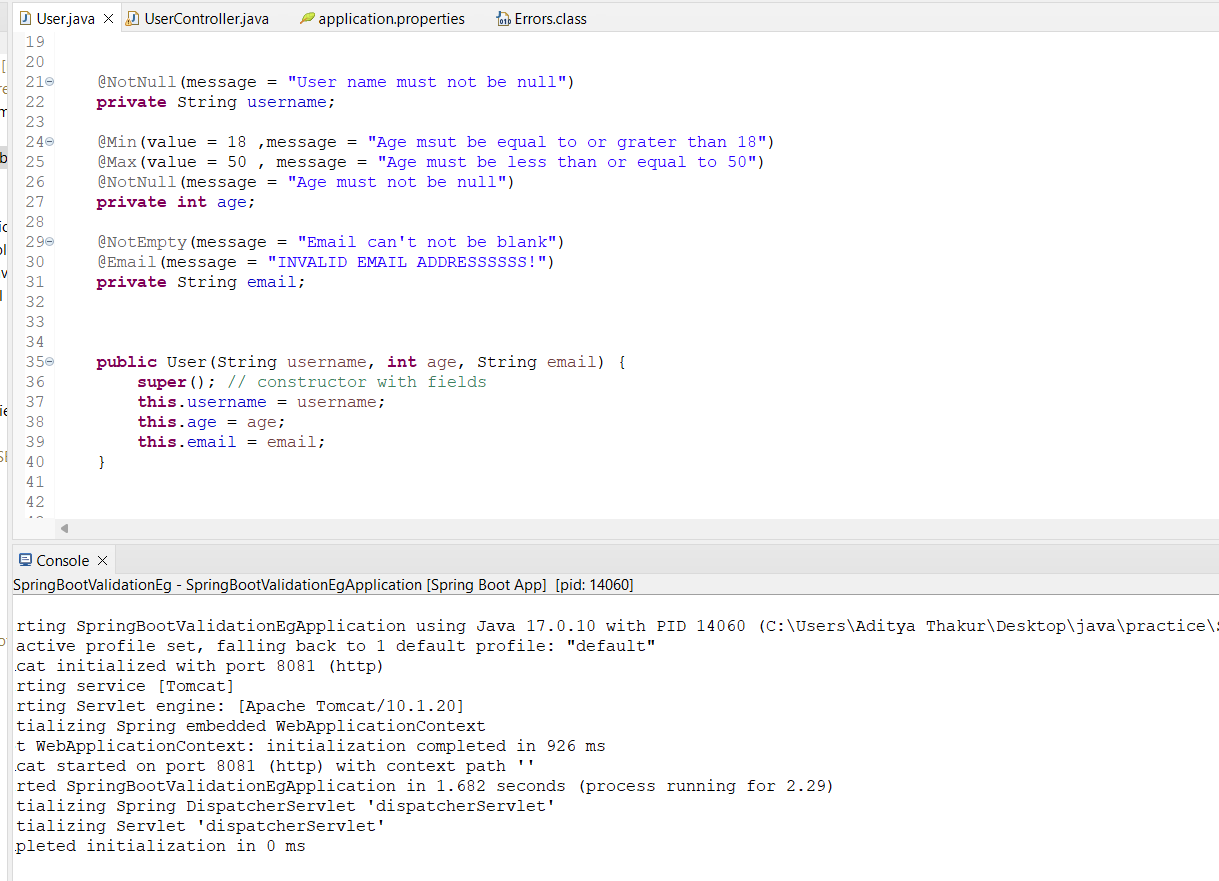 User.java UserController.java application.properties Errors.class
19
20
21 @NotNull(message = "User name must not be null")
22 private String username;
23
24 @Min(value = 18 ,message = "Age msut be equal to or grater than 18")
25 @Max(value = 50 , message = "Age must be less than or equal to 50")
26 @NotNull(message = "Age must not be null")
27 private int age;
28
29 @NotEmpty(message = "Email can't not be blank")
30 @Email(message = "INVALID EMAIL ADDRESSSSSS!")
31 private String email;
32
33
34
35 public User(String username, int age, String email) {
36 super(); // constructor with fields
37 this.username = username;
38 this.age = age;
39 this.email = email;
40 }
41
42
Console
SpringBootValidationEg - SpringBootValidationEgApplication [Spring Boot App] [pid: 14060]
rting SpringBootValidationEgApplication using Java 17.0.10 with PID 14060 (C:\Users\Aditya Thakur\Desktop\java\practice\
active profile set, falling back to 1 default profile: "default"
cat initialized with port 8081 (http)
rting service [Tomcat]
rting Servlet engine: [Apache Tomcat/10.1.20]
tializing Spring embedded WebApplicationContext
t WebApplicationContext: initialization completed in 926 ms
cat started on port 8081 (http) with context path ''
rted SpringBootValidationEgApplication in 1.682 seconds (process running for 2.29)
tializing Spring DispatcherServlet 'dispatcherServlet'
tializing Servlet 'dispatcherServlet'
pleted initialization in 0 ms